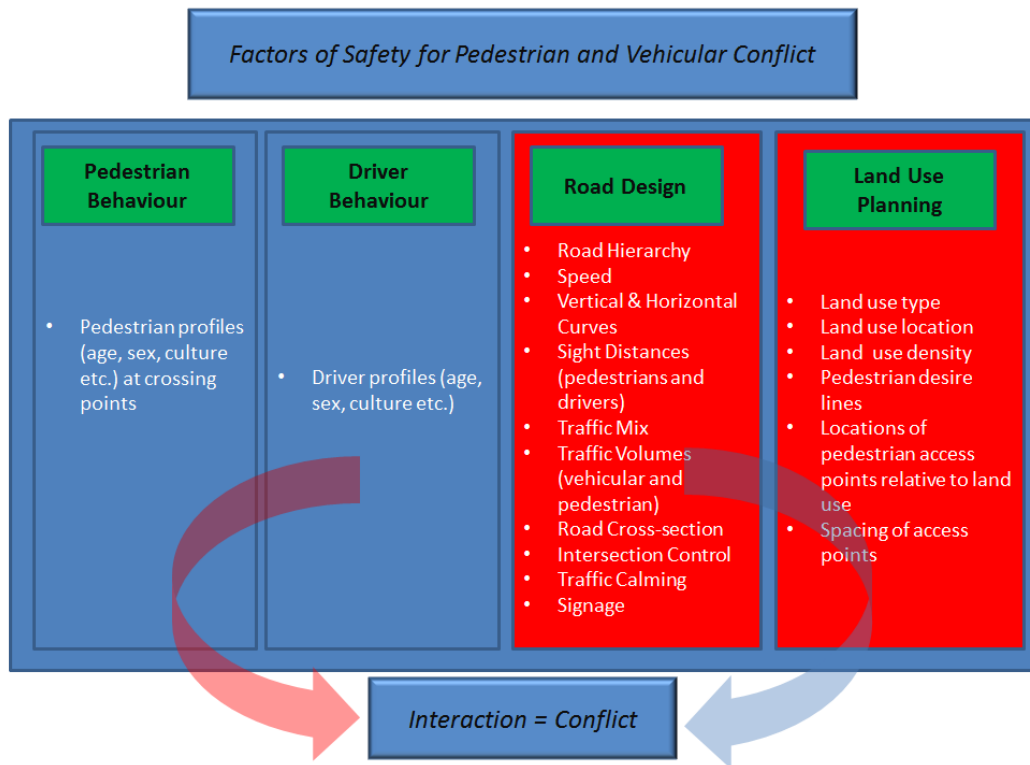 Factors of Safety for Pedestrian and Vehicular Conflict
Pedestrian
Behaviour
• Pedestrian profiles
(age, sex, culture
etc.) at crossing
points
Driver
Behaviour
• Driver profiles (age,
sex, culture etc.)
Road Design
• Road Hierarchy
• Speed
• Vertical & Horizontal
Curves
• Sight Distances
(pedestrians and
drivers)
• Traffic Mix
• Traffic Volumes
(vehicular and
pedestrian)
• Road Cross-section
• Intersection Control
• Traffic Calming
• Signage
Land Use
Planning
• Land use type
• Land use location
• Land use density
• Pedestrian desire
lines
• Locations of
pedestrian access
points relative to land
use
• Spacing of access
points
Interaction = Conflict